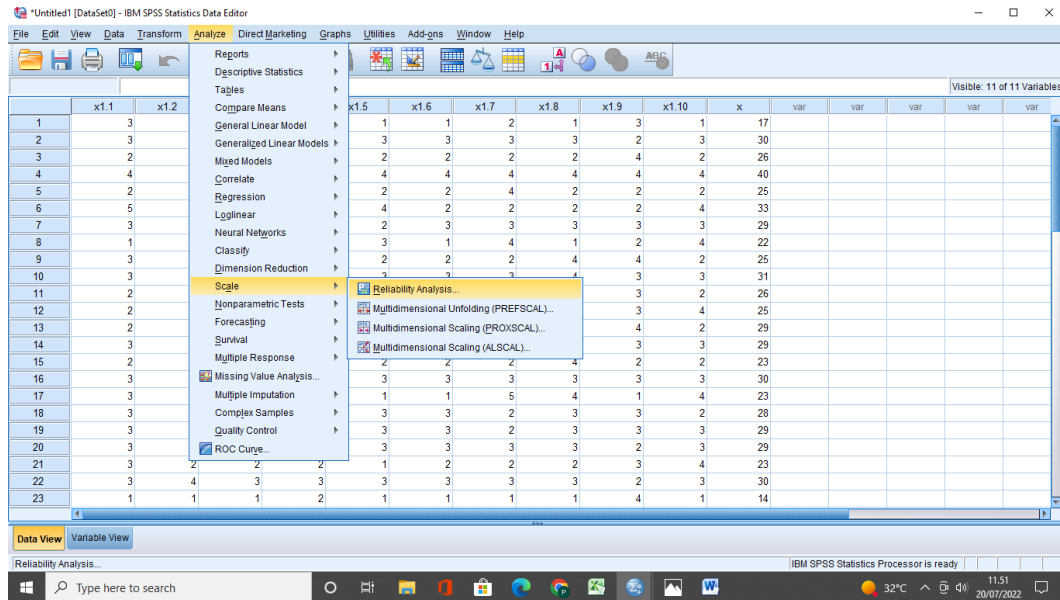 *Untitled1 [DataSet0] - IBM SPSS Statistics Data Editor
File Edit View Data Transform Analyze Direct Marketing Graphs Utilities Add-ons Window Help
Visible: 11 of 11 Variables
Reports
Descriptive Statistics
Tables
Compare Means
General Linear Model
Generalized Linear Models
Mixed Models
Correlate
Regression
Loglinear
Neural Networks
Classify
Dimension Reduction
Scale
Nonparametric Tests
Forecasting
Survival
Multiple Response
Missing Value Analysis...
Multiple Imputation
Complex Samples
Quality Control
ROC Curve...
Reliability Analysis...
Multidimensional Unfolding (PREFSCAL)...
Multidimensional Scaling (PROXSCAL)...
Multidimensional Scaling (ALSCAL)...
x1.1 x1.2 x1.5 x1.6 x1.7 x1.8 x1.9 x1.10 x var var var var var
1 3 1 1 2 1 3 1 17
2 3 3 3 3 3 2 3 30
3 2 2 2 2 2 4 2 26
4 4 4 4 4 4 4 4 40
5 2 2 2 4 2 2 2 25
6 5 4 2 2 2 2 4 33
7 3 2 3 3 3 3 3 29
8 1 3 1 4 1 2 4 22
9 3 2 2 2 4 4 2 25
10 3 3 3 31
11 2 3 2 26
12 2 3 4 25
13 2 4 2 29
14 3 3 3 29
15 2 2 2 2 4 2 2 23
16 3 3 3 3 3 3 3 30
17 3 1 1 5 4 1 4 23
18 3 3 3 2 3 3 2 28
19 3 3 3 2 3 3 3 29
20 3 3 3 3 3 2 3 29
21 3 2 2 2 1 2 2 2 3 4 23
22 3 4 3 3 3 3 3 3 2 3 30
23 1 1 1 2 1 1 1 1 4 1 14
Data View Variable View
Reliability Analysis... IBM SPSS Statistics Processor is ready
Type here to search
32°C
11.51
20/07/2022